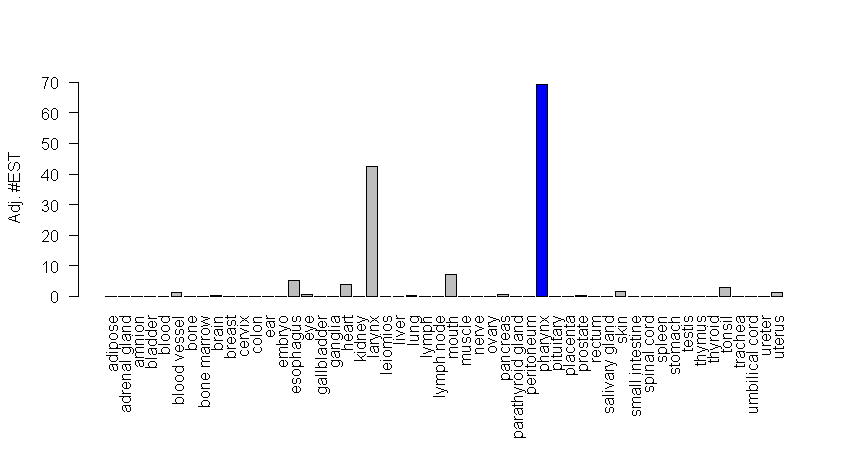 Adj. #EST
70
60
50
40
30
20
10
0
adipose
adrenal gland
amnion
bladder
blood
blood vessel
bone
bone marrow
brain
breast
cervix
colon
ear
embryo
esophagus
eye
gallbladder
ganglia
heart
kidney
larynx
leiomios
liver
lung
lymph
lymph node
mouth
muscle
nerve
ovary
pancreas
parathyroid gland
peritoneum
pharynx
pituitary
placenta
prostate
rectum
salivary gland
skin
small intestine
spinal cord
spleen
stomach
testis
thymus
thyroid
tonsil
trachea
umbilical cord
ureter
uterus